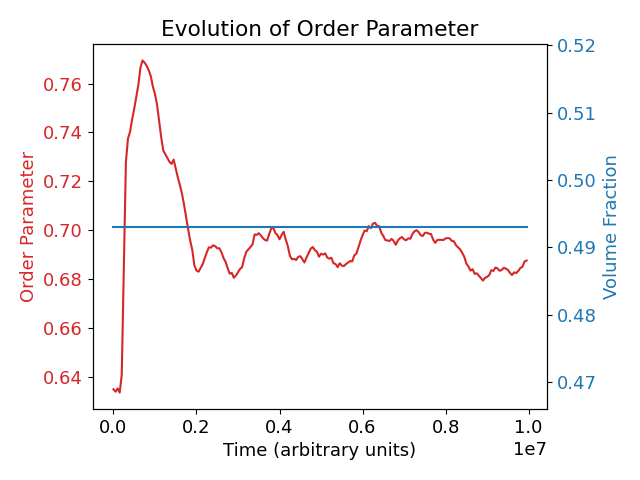 Evolution of Order Parameter
0.76
0.74
0.72
0.70
0.68
0.66
0.64
Order Parameter
0.52
0.51
0.50
0.49
0.48
0.47
Volume Fraction
0.0 0.2 0.4 0.6 0.8 1.0
1e7
Time (arbitrary units)